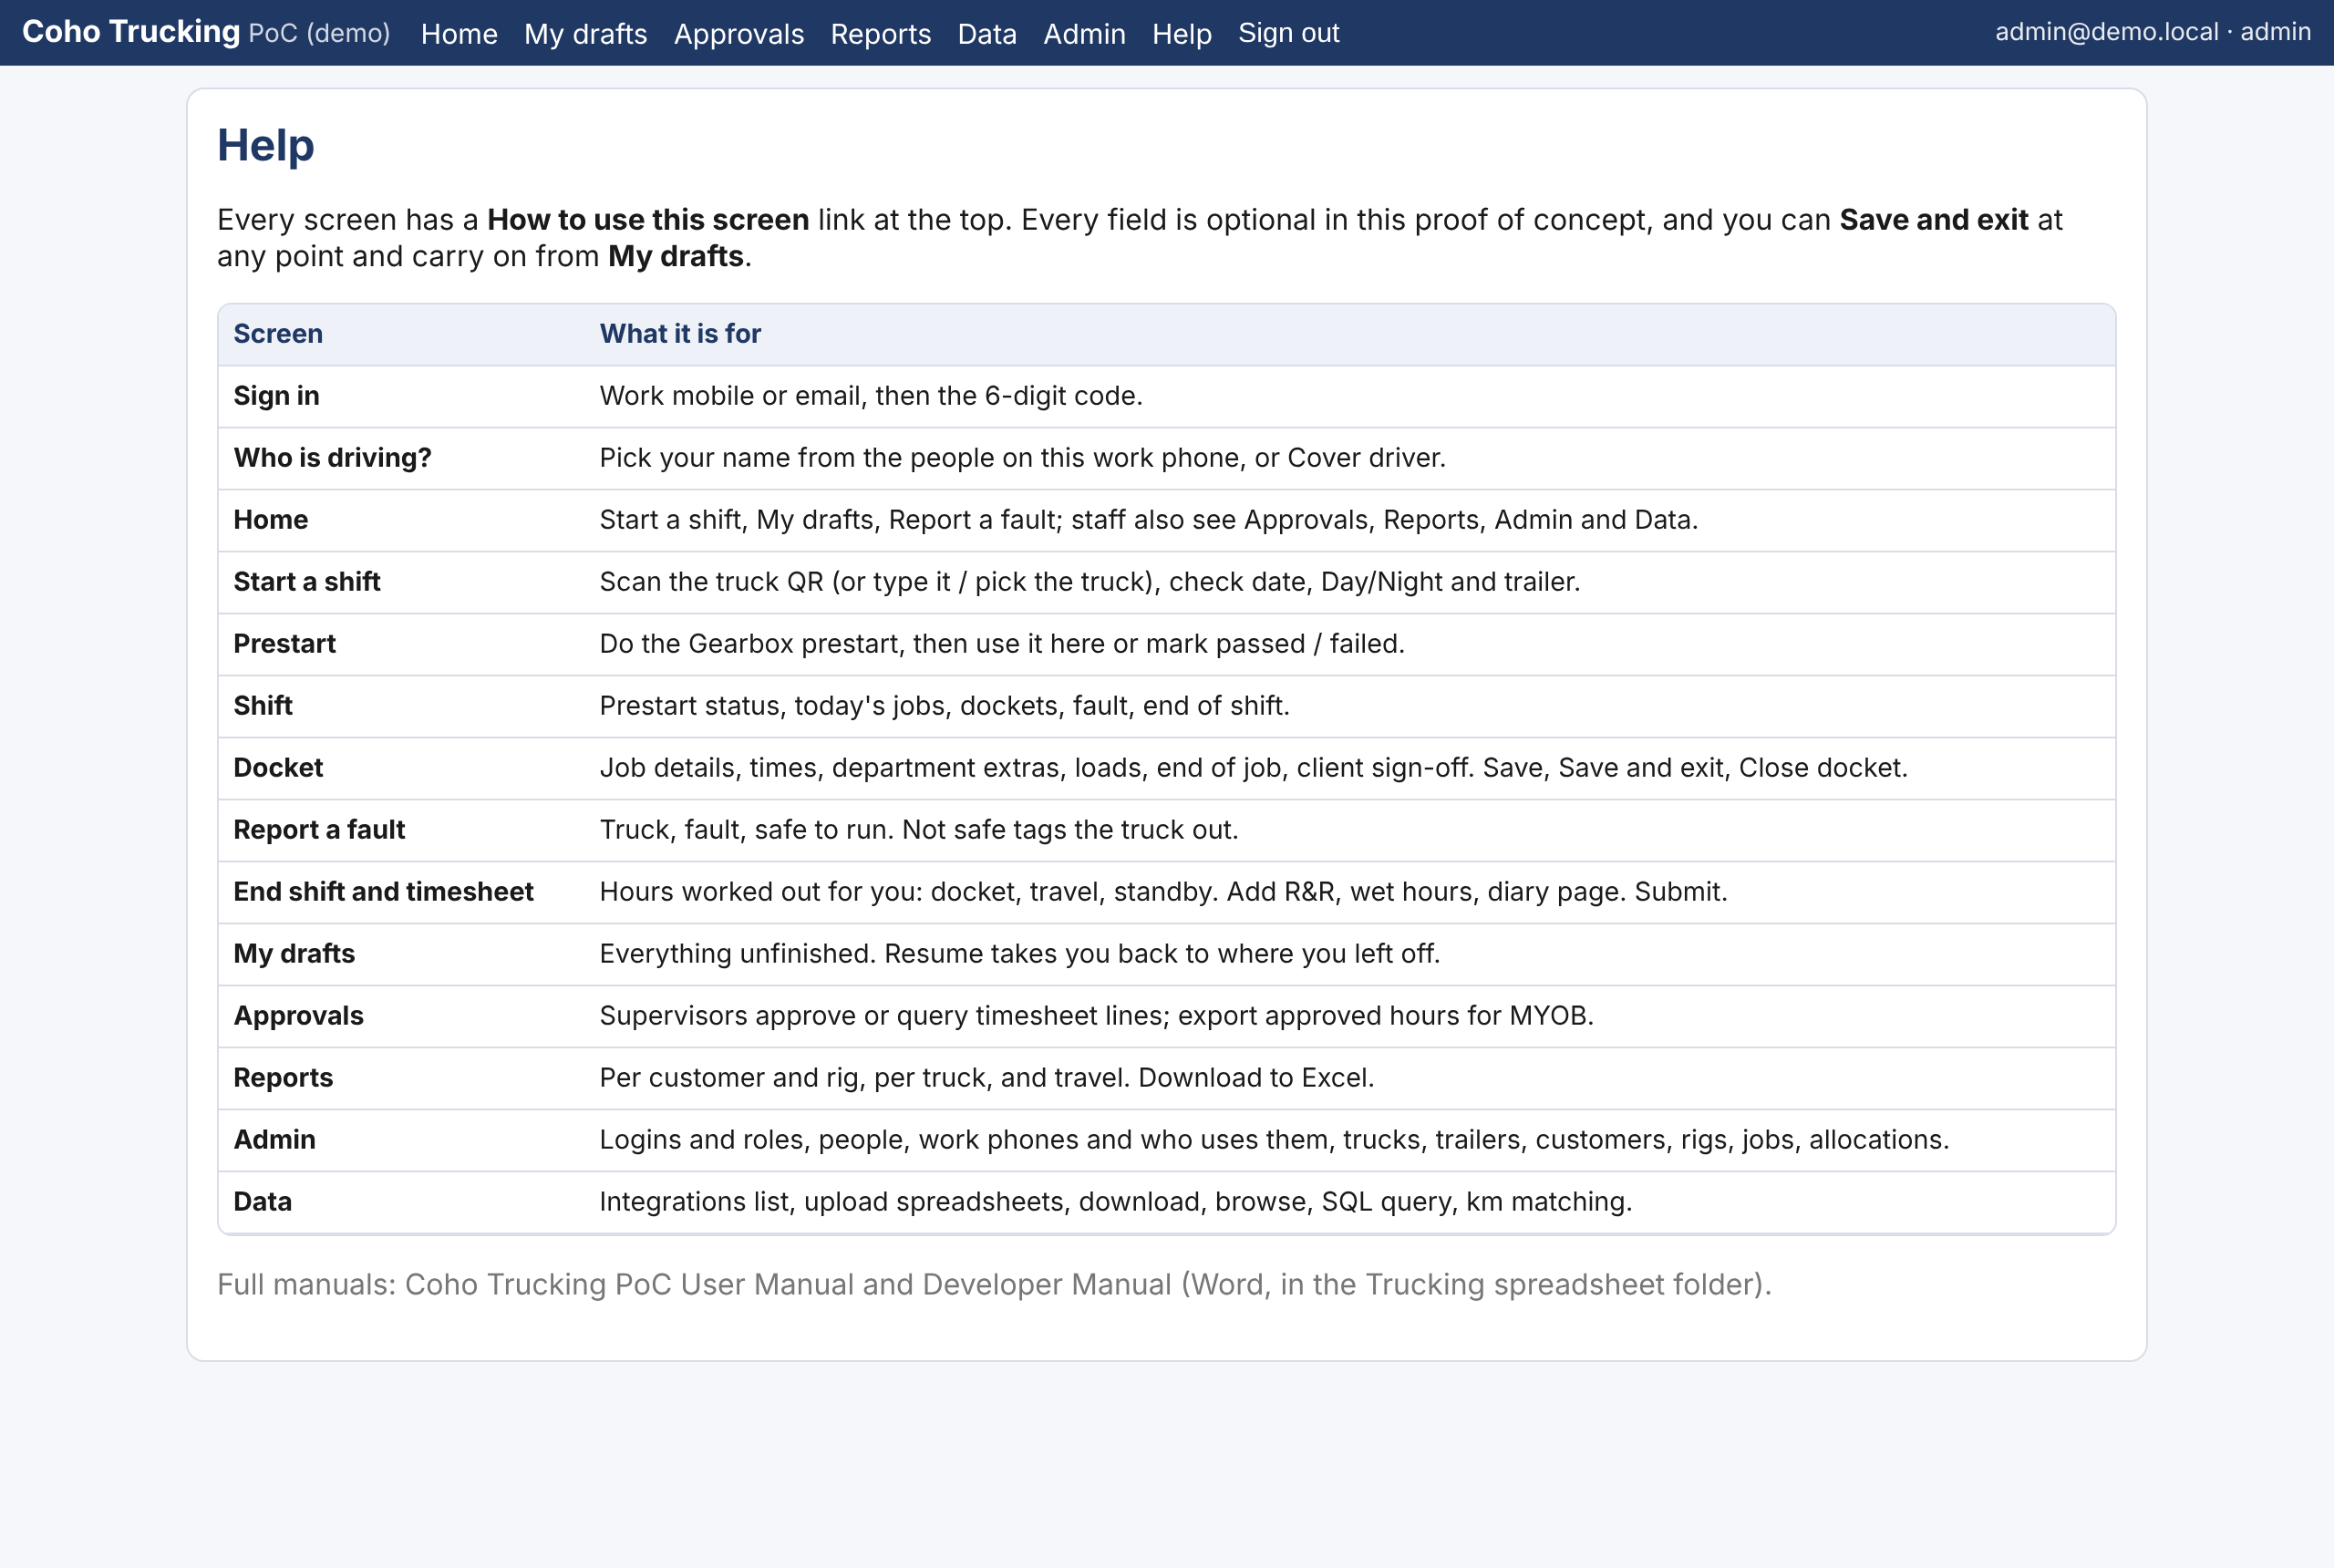 Coho Trucking PoC (demo) Home My drafts Approvals Reports Data Admin Help Sign out admin@demo.local · admin
Help
Every screen has a How to use this screen link at the top. Every field is optional in this proof of concept, and you can Save and exit at
any point and carry on from My drafts.
Screen What it is for
Sign in Work mobile or email, then the 6-digit code.
Who is driving? Pick your name from the people on this work phone, or Cover driver.
Home Start a shift, My drafts, Report a fault; staff also see Approvals, Reports, Admin and Data.
Start a shift Scan the truck QR (or type it / pick the truck), check date, Day/Night and trailer.
Prestart Do the Gearbox prestart, then use it here or mark passed / failed.
Shift Prestart status, today's jobs, dockets, fault, end of shift.
Docket Job details, times, department extras, loads, end of job, client sign-off. Save, Save and exit, Close docket.
Report a fault Truck, fault, safe to run. Not safe tags the truck out.
End shift and timesheet Hours worked out for you: docket, travel, standby. Add R&R, wet hours, diary page. Submit.
My drafts Everything unfinished. Resume takes you back to where you left off.
Approvals Supervisors approve or query timesheet lines; export approved hours for MYOB.
Reports Per customer and rig, per truck, and travel. Download to Excel.
Admin Logins and roles, people, work phones and who uses them, trucks, trailers, customers, rigs, jobs, allocations.
Data Integrations list, upload spreadsheets, download, browse, SQL query, km matching.
Full manuals: Coho Trucking PoC User Manual and Developer Manual (Word, in the Trucking spreadsheet folder).